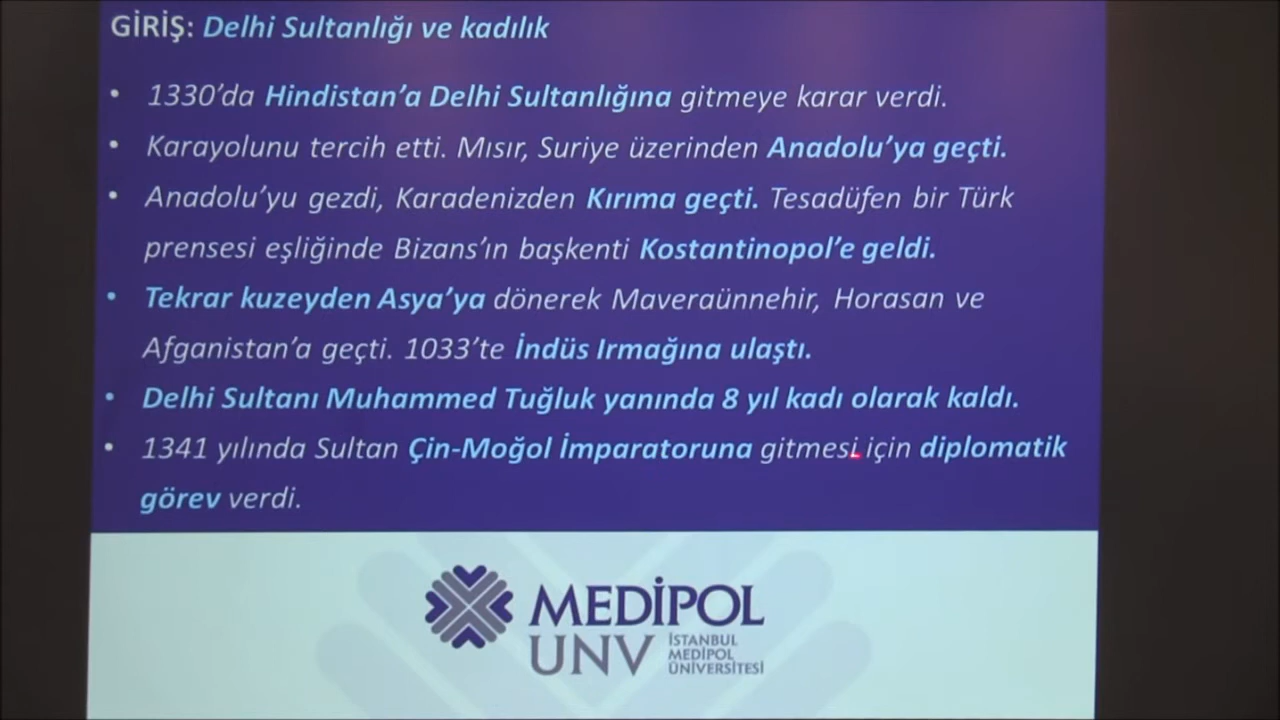 GİRİŞ: Delhi Sultanlığı ve kadılık
• 1330’da Hindistan’a Delhi Sultanlığına gitmeye karar verdi.
• Karayolunu tercih etti. Mısır, Suriye üzerinden Anadolu’ya geçti.
• Anadolu’yu gezdi, Karadenizden Kırıma geçti. Tesadüfen bir Türk
prensesi eşliğinde Bizans’ın başkenti Kostantinopol’e geldi.
• Tekrar kuzeyden Asya’ya dönerek Maveraünnehir, Horasan ve
Afganistan’a geçti. 1033’te İndüs Irmağına ulaştı.
• Delhi Sultanı Muhammed Tuğluk yanında 8 yıl kadı olarak kaldı.
• 1341 yılında Sultan Çin-Moğol İmparatoruna gitmesi için diplomatik
görev verdi.
MEDİPOL
UNV
İSTANBUL
MEDİPOL
ÜNİVERSİTESİ